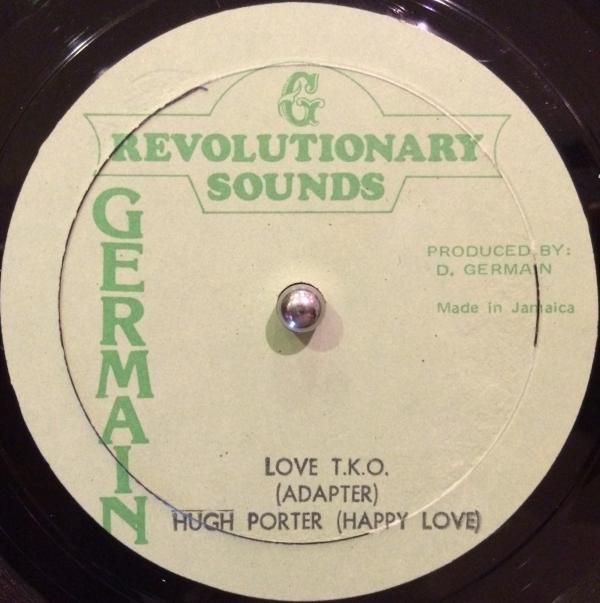 G
REVOLUTIONARY
SOUNDS
GERMAIN
PRODUCED BY:
D. GERMAIN
Made in Jamaica
LOVE T.K.O.
(ADAPTER)
HUGH PORTER (HAPPY LOVE)